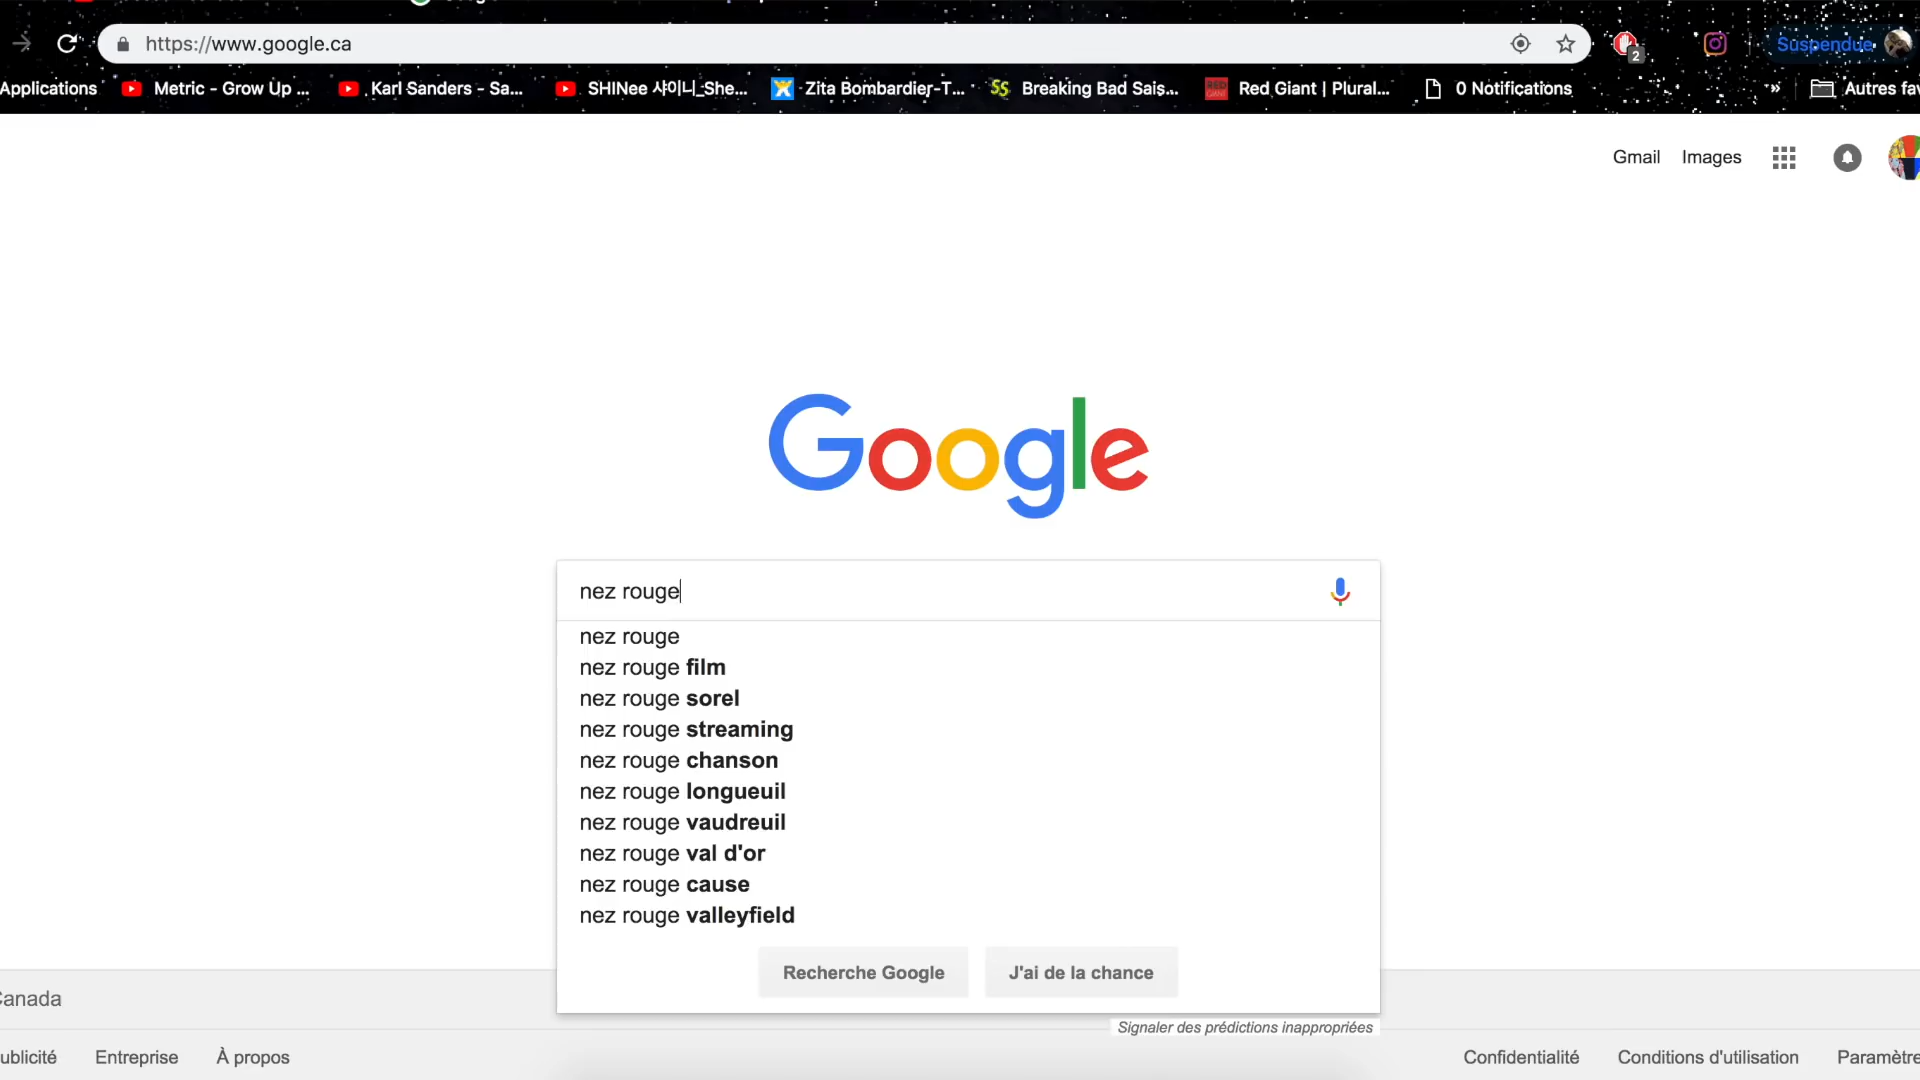 https://www.google.ca
Suspendue
2
Applications
Metric - Grow Up ...
Karl Sanders - Sa...
SHINee 샤이니_She...
Zita Bombardier-T...
Breaking Bad Sais...
Red Giant | Plural...
0 Notifications
»
Autres fav
Gmail
Images
Google
nez rouge
nez rouge
nez rouge film
nez rouge sorel
nez rouge streaming
nez rouge chanson
nez rouge longueuil
nez rouge vaudreuil
nez rouge val d'or
nez rouge cause
nez rouge valleyfield
Recherche Google
J'ai de la chance
Signaler des prédictions inappropriées
Canada
ublicité
Entreprise
À propos
Confidentialité
Conditions d'utilisation
Paramètre